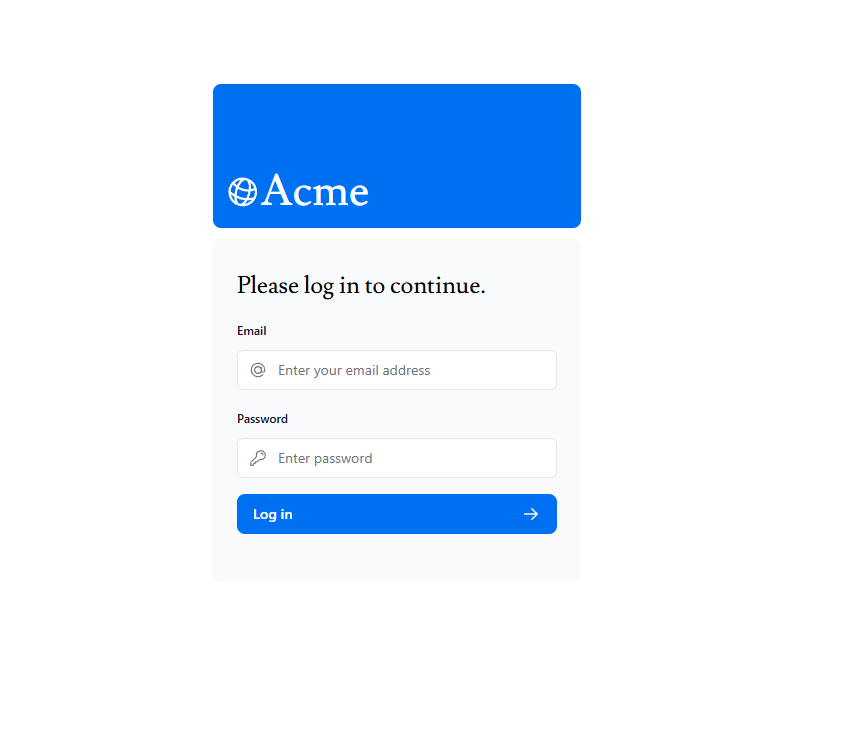 Acme
Please log in to continue.
Email
Enter your email address
Password
Enter password
Log in